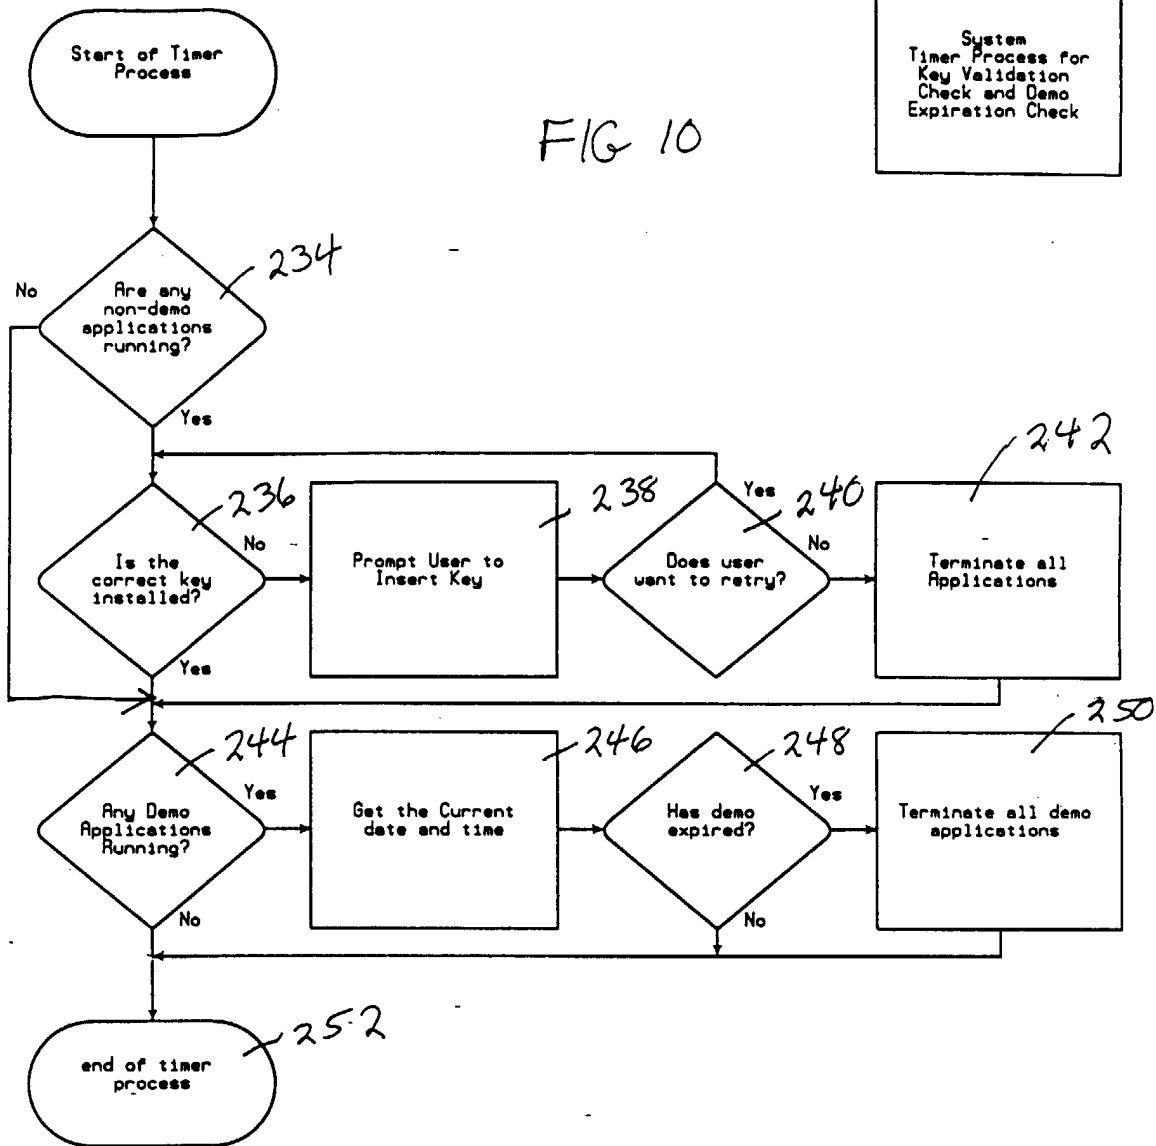 Start of Timer
Process
System
Timer Process for
Key Validation
Check and Demo
Expiration Check
FIG 10
234
No
Are any
non-demo
applications
running?
Yes
242
236
238
Yes
240
No
No
Is the
correct key
installed?
Prompt User to
Insert Key
Does user
want to retry?
Terminate all
Applications
Yes
250
244
246
248
Yes
Yes
Any Demo
Applications
Running?
Get the Current
date and time
Has demo
expired?
Terminate all demo
applications
No
No
252
end of timer
process